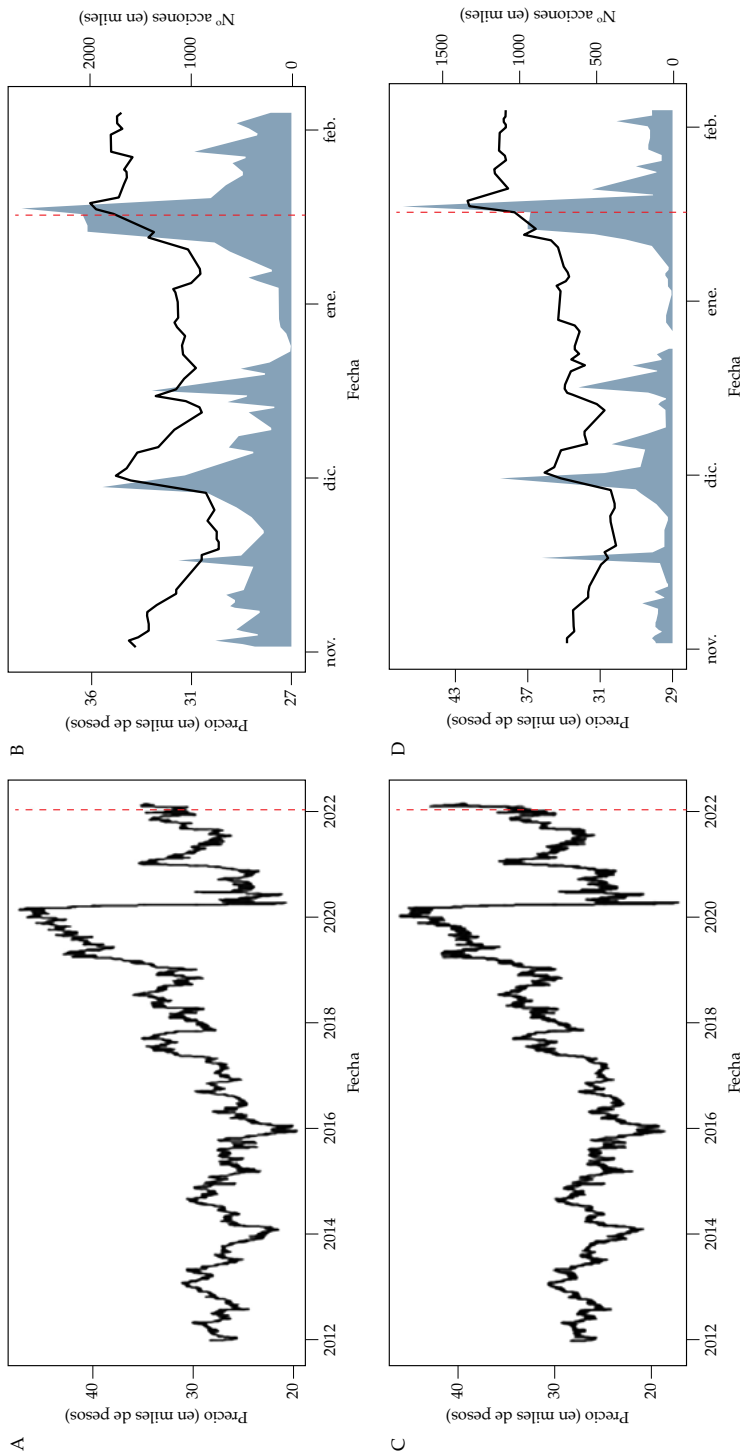 A
Precio (en miles de pesos)
40
30
20
2012
2014
2016
2018
2020
2022
Fecha
B
Precio (en miles de pesos)
36
31
27
nov.
dic.
ene.
feb.
Fecha
Nº acciones (en miles)
2000
1000
0
C
Precio (en miles de pesos)
40
30
20
2012
2014
2016
2018
2020
2022
Fecha
D
Precio (en miles de pesos)
43
37
31
29
nov.
dic.
ene.
feb.
Fecha
Nº acciones (en miles)
1500
1000
500
0